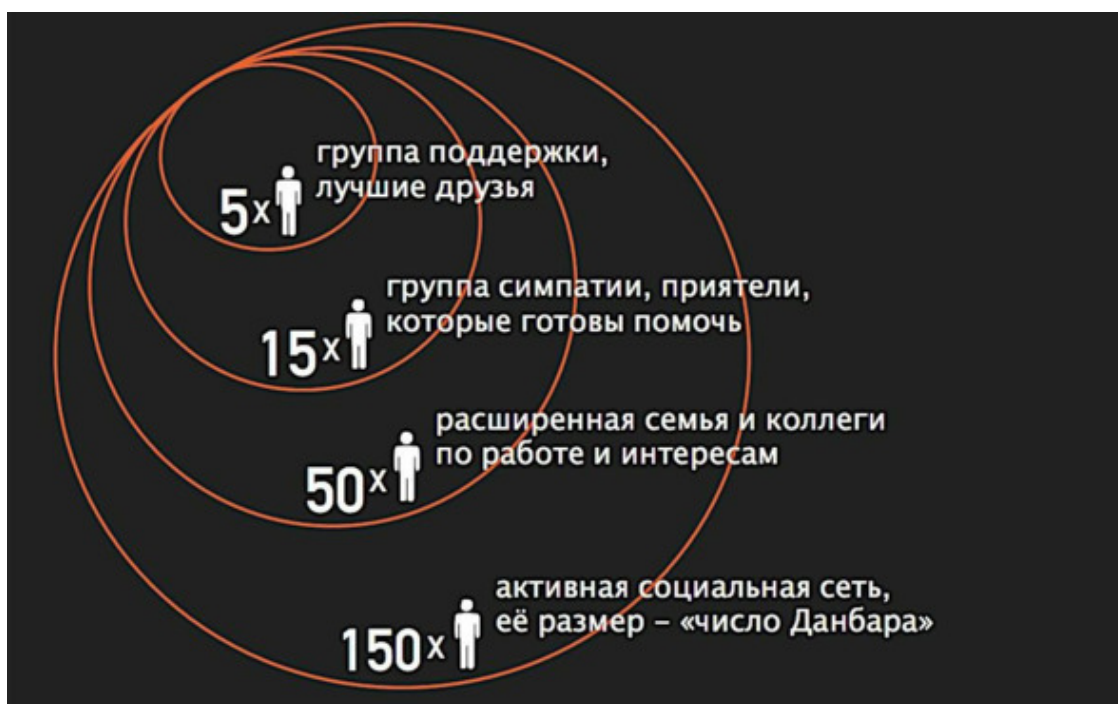 группа поддержки,
лучшие друзья
5x
группа симпатии, приятели,
которые готовы помочь
15x
расширенная семья и коллеги
по работе и интересам
50x
активная социальная сеть,
её размер – «число Данбара»
150x